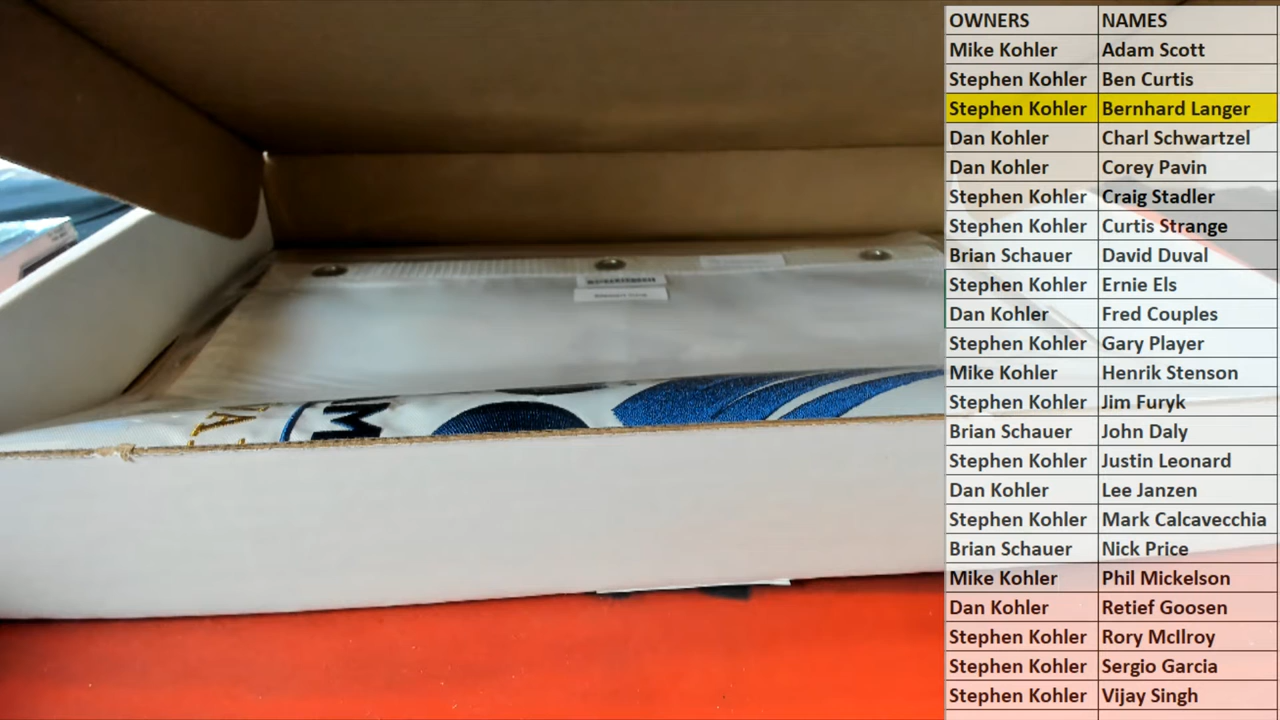 OWNERS NAMES
Mike Kohler Adam Scott
Stephen Kohler Ben Curtis
Stephen Kohler Bernhard Langer
Dan Kohler Charl Schwartzel
Dan Kohler Corey Pavin
Stephen Kohler Craig Stadler
Stephen Kohler Curtis Strange
Brian Schauer David Duval
Stephen Kohler Ernie Els
Dan Kohler Fred Couples
Stephen Kohler Gary Player
Mike Kohler Henrik Stenson
Stephen Kohler Jim Furyk
Brian Schauer John Daly
Stephen Kohler Justin Leonard
Dan Kohler Lee Janzen
Stephen Kohler Mark Calcavecchia
Brian Schauer Nick Price
Mike Kohler Phil Mickelson
Dan Kohler Retief Goosen
Stephen Kohler Rory McIlroy
Stephen Kohler Sergio Garcia
Stephen Kohler Vijay Singh